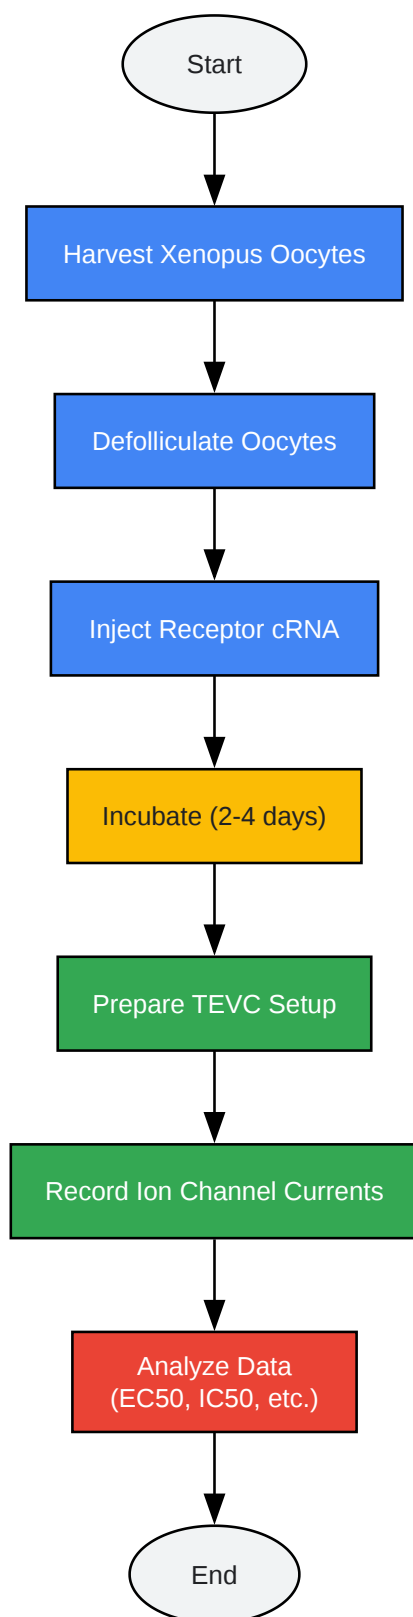 Start
Harvest Xenopus Oocytes
Defolliculate Oocytes
Inject Receptor cRNA
Incubate (2-4 days)
Prepare TEVC Setup
Record Ion Channel Currents
Analyze Data
(EC50, IC50, etc.)
End